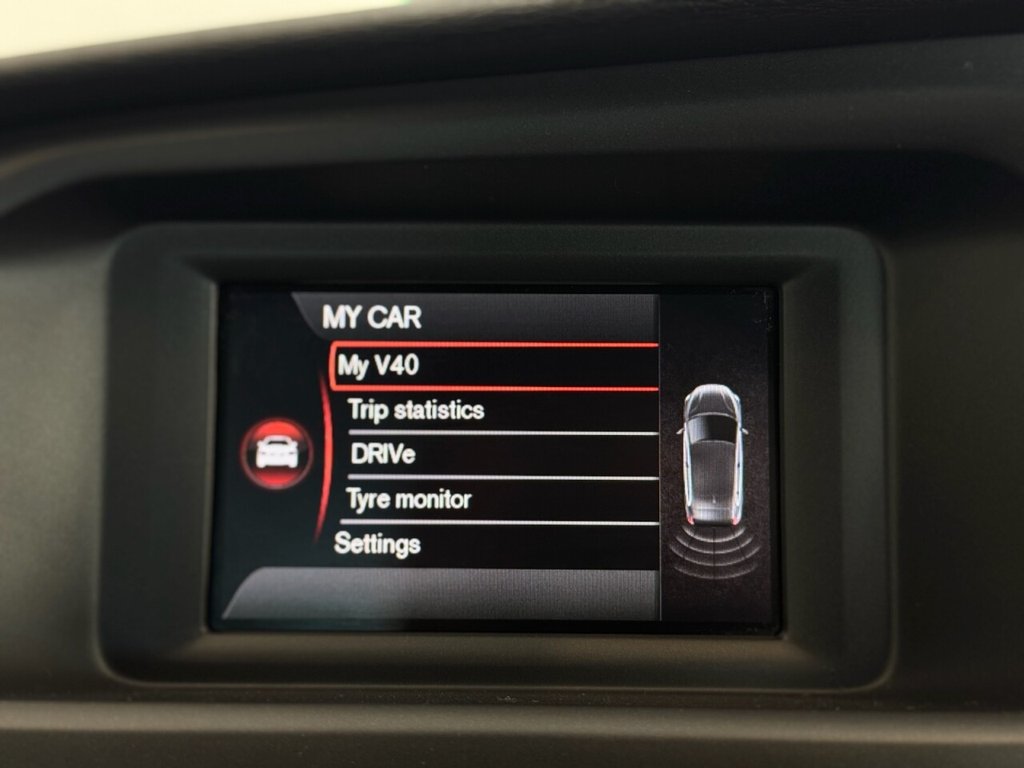 MY CAR
My V40
Trip statistics
DRIVe
Tyre monitor
Settings